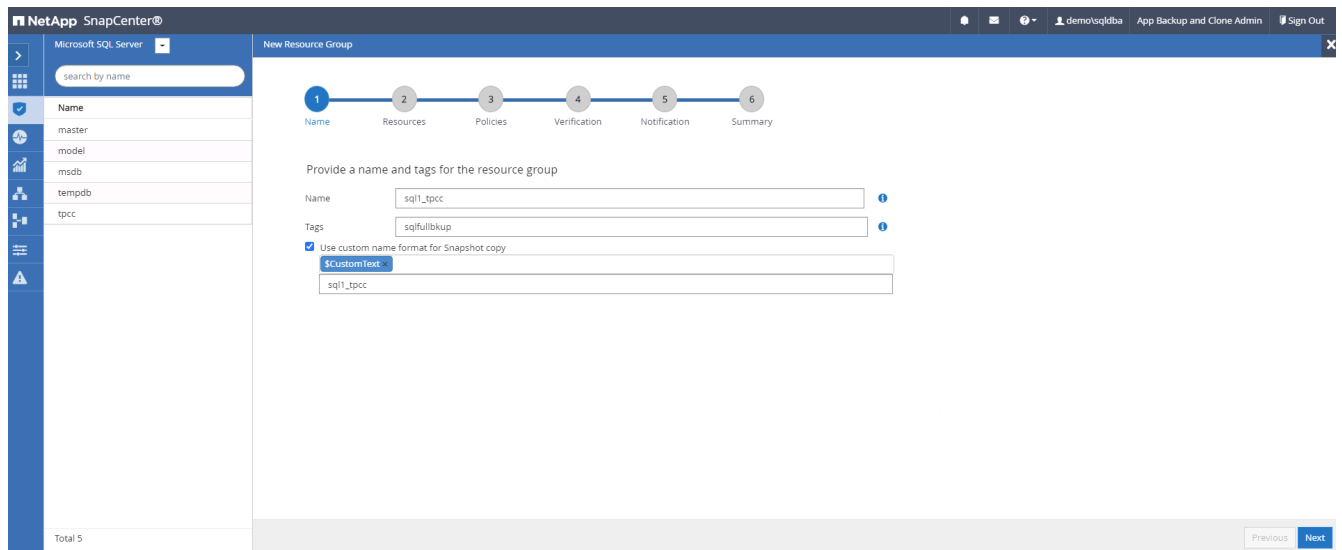 NetApp SnapCenter®
demo\sqldba App Backup and Clone Admin Sign Out
Microsoft SQL Server
New Resource Group
search by name
Name
master
model
msdb
tempdb
tpcc
Total 5
1 2 3 4 5 6
Name Resources Policies Verification Notification Summary
Provide a name and tags for the resource group
Name sql1_tpcc
Tags sqlfullbkup
Use custom name format for Snapshot copy
$CustomText ×
sql1_tpcc
Previous Next